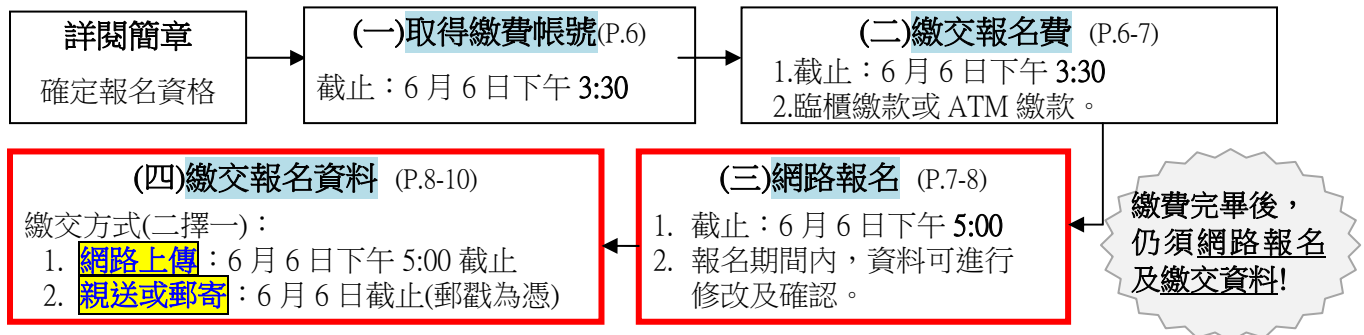 詳閱簡章
確定報名資格
(一)取得繳費帳號(P.6)
截止：6 月 6 日下午 3:30
(二)繳交報名費 (P.6-7)
1.截止：6 月 6 日下午 3:30
2.臨櫃繳款或 ATM 繳款。
(三)網路報名 (P.7-8)
1. 截止：6 月 6 日下午 5:00
2. 報名期間內，資料可進行
修改及確認。
(四)繳交報名資料 (P.8-10)
繳交方式(二擇一)：
1. 網路上傳：6 月 6 日下午 5:00 截止
2. 親送或郵寄：6 月 6 日截止(郵戳為憑)
繳費完畢後，
仍須網路報名
及繳交資料!